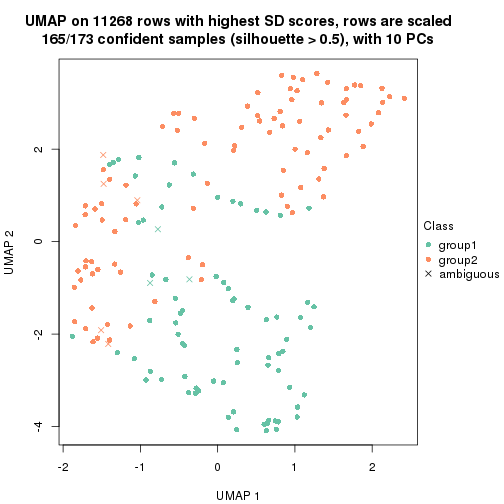 UMAP on 11268 rows with highest SD scores, rows are scaled
165/173 confident samples (silhouette > 0.5), with 10 PCs
2
0
-2
-4
UMAP 2
-2
-1
0
1
2
UMAP 1
Class
group1
group2
ambiguous